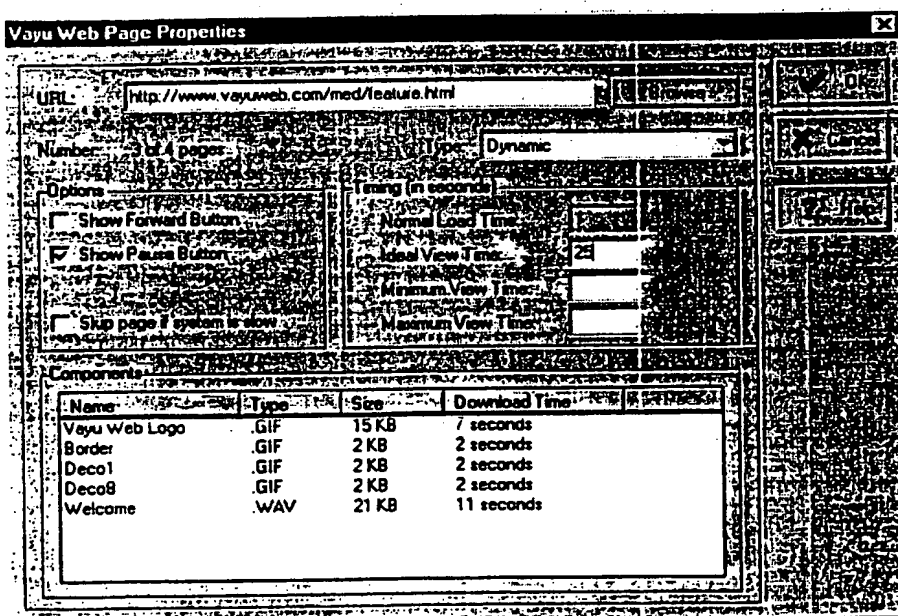 Vayu Web Page Properties
URL: http://www.vayuweb.com/med/feature.html Browse OK
Number: 3 of 4 pages Type: Dynamic Cancel
Options Timing (in seconds)
Show Forward Button Normal Load Time:
Show Pause Button Ideal View Time: 25
Minimum View Time:
Skip page if system is slow Maximum View Time:
Components
Name Type Size Download Time
Vayu Web Logo .GIF 15 KB 7 seconds
Border .GIF 2 KB 2 seconds
Deco1 .GIF 2 KB 2 seconds
Deco8 .GIF 2 KB 2 seconds
Welcome .WAV 21 KB 11 seconds